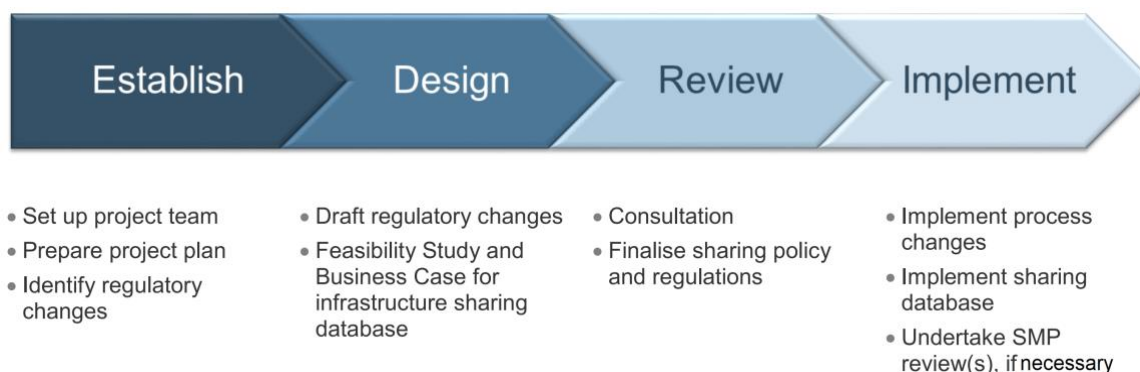 Establish
Design
Review
Implement
• Set up project team
• Prepare project plan
• Identify regulatory
changes
• Draft regulatory changes
• Feasibility Study and
Business Case for
infrastructure sharing
database
• Consultation
• Finalise sharing policy
and regulations
• Implement process
changes
• Implement sharing
database
• Undertake SMP
review(s), if necessary